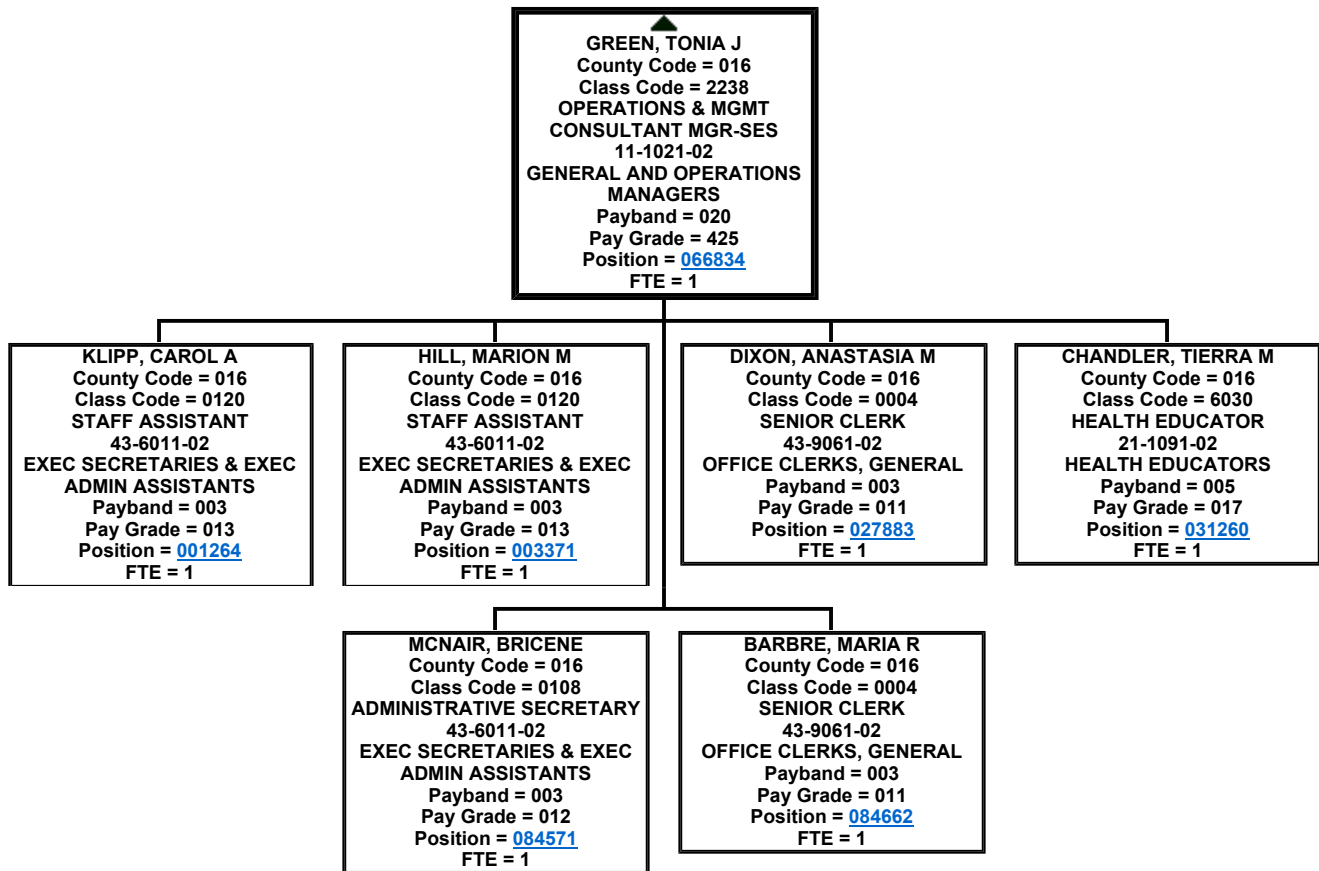 GREEN, TONIA J
County Code = 016
Class Code = 2238
OPERATIONS & MGMT
CONSULTANT MGR-SES
11-1021-02
GENERAL AND OPERATIONS
MANAGERS
Payband = 020
Pay Grade = 425
Position = 066834
FTE = 1
KLIPP, CAROL A
County Code = 016
Class Code = 0120
STAFF ASSISTANT
43-6011-02
EXEC SECRETARIES & EXEC
ADMIN ASSISTANTS
Payband = 003
Pay Grade = 013
Position = 001264
FTE = 1
HILL, MARION M
County Code = 016
Class Code = 0120
STAFF ASSISTANT
43-6011-02
EXEC SECRETARIES & EXEC
ADMIN ASSISTANTS
Payband = 003
Pay Grade = 013
Position = 003371
FTE = 1
DIXON, ANASTASIA M
County Code = 016
Class Code = 0004
SENIOR CLERK
43-9061-02
OFFICE CLERKS, GENERAL
Payband = 003
Pay Grade = 011
Position = 027883
FTE = 1
CHANDLER, TIERRA M
County Code = 016
Class Code = 6030
HEALTH EDUCATOR
21-1091-02
HEALTH EDUCATORS
Payband = 005
Pay Grade = 017
Position = 031260
FTE = 1
MCNAIR, BRICENE
County Code = 016
Class Code = 0108
ADMINISTRATIVE SECRETARY
43-6011-02
EXEC SECRETARIES & EXEC
ADMIN ASSISTANTS
Payband = 003
Pay Grade = 012
Position = 084571
FTE = 1
BARBRE, MARIA R
County Code = 016
Class Code = 0004
SENIOR CLERK
43-9061-02
OFFICE CLERKS, GENERAL
Payband = 003
Pay Grade = 011
Position = 084662
FTE = 1